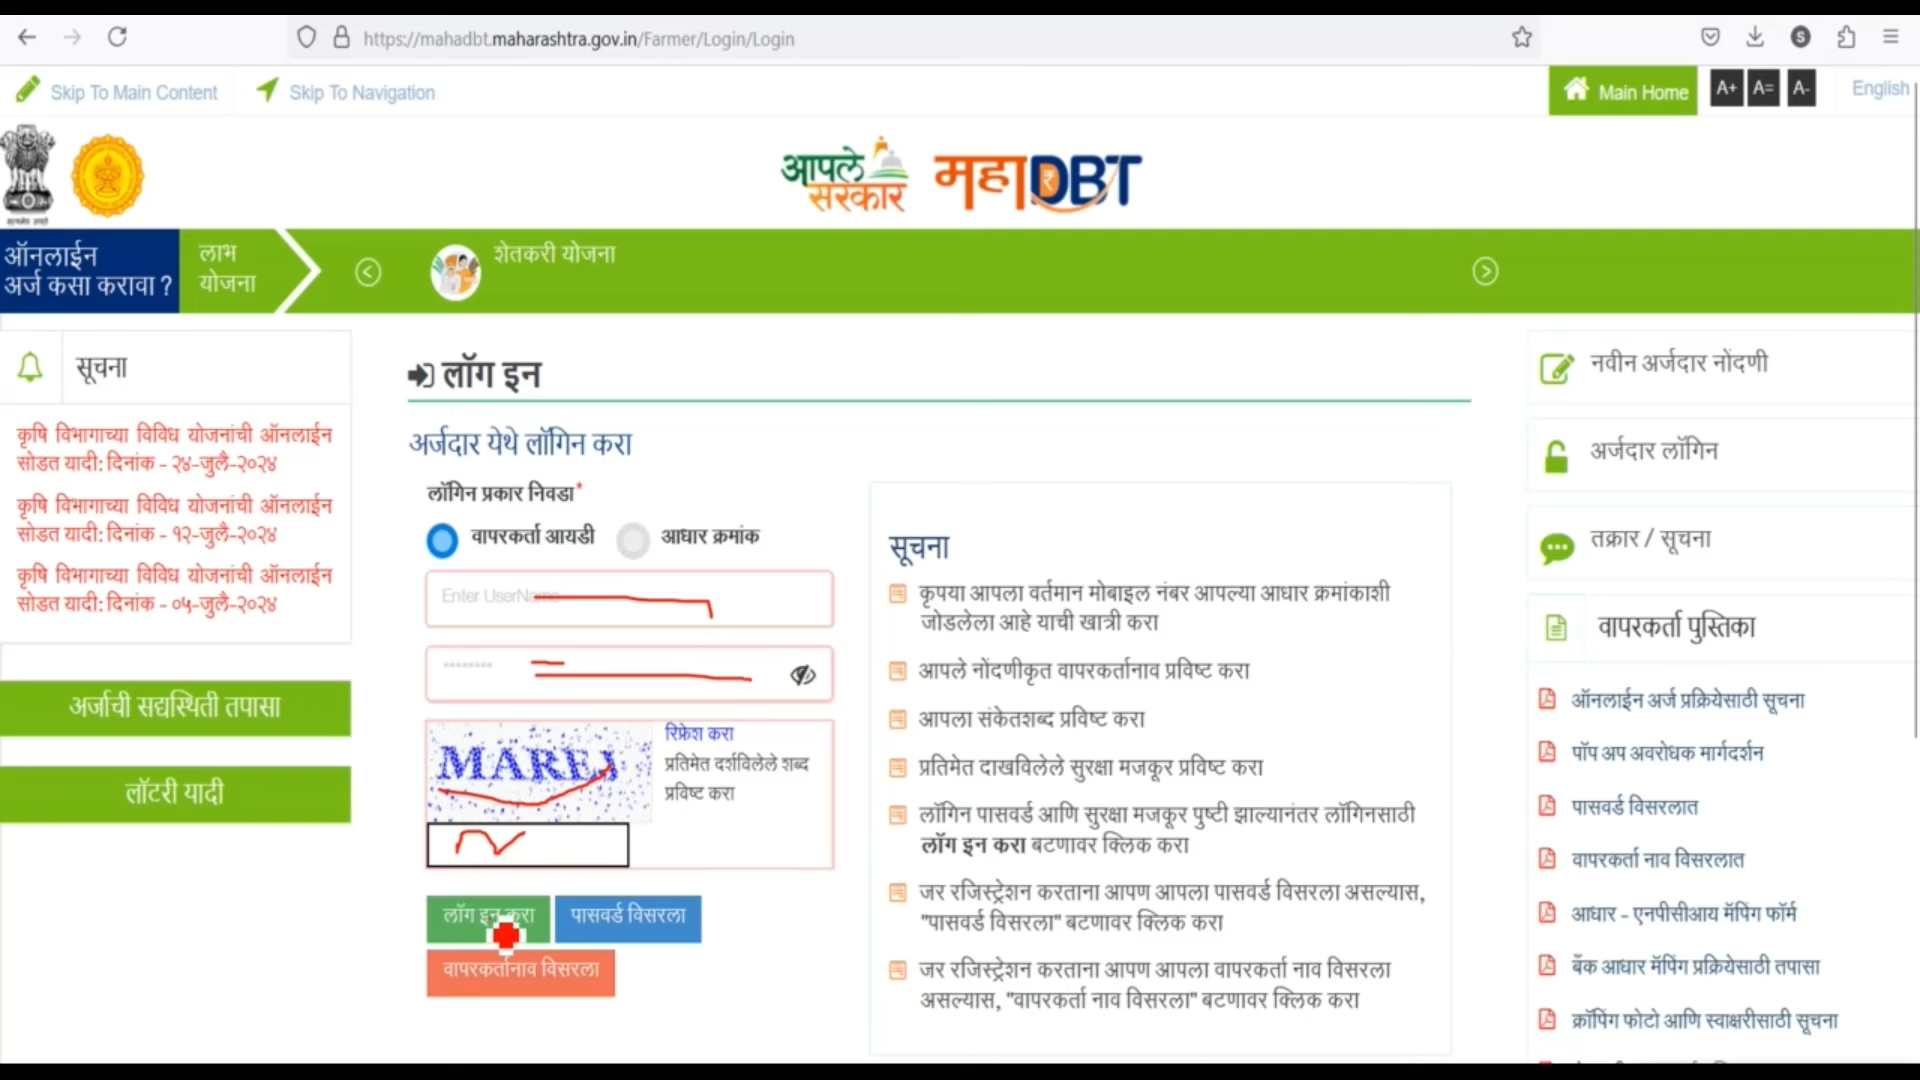 https://mahadbt.maharashtra.gov.in/Farmer/Login/Login
Skip To Main Content
Skip To Navigation
Main Home
A+
A=
A-
English
आपले
सरकार
महाDBT
ऑनलाईन
अर्ज कसा करावा ?
लाभ
योजना
शेतकरी योजना
सूचना
कृषि विभागाच्या विविध योजनांची ऑनलाईन
सोडत यादी: दिनांक - २४-जुलै-२०२४
कृषि विभागाच्या विविध योजनांची ऑनलाईन
सोडत यादी: दिनांक - १२-जुलै-२०२४
कृषि विभागाच्या विविध योजनांची ऑनलाईन
सोडत यादी: दिनांक - ०५-जुलै-२०२४
अर्जाची सद्यस्थिती तपासा
लॉटरी यादी
लॉग इन
अर्जदार येथे लॉगिन करा
लॉगिन प्रकार निवडा*
वापरकर्ता आयडी
आधार क्रमांक
Enter UserName
********
MAREJ
रिफ्रेश करा
प्रतिमेत दर्शविलेले शब्द
प्रविष्ट करा
लॉग इन करा
पासवर्ड विसरला
वापरकर्तानाव विसरला
सूचना
कृपया आपला वर्तमान मोबाइल नंबर आपल्या आधार क्रमांकाशी
जोडलेला आहे याची खात्री करा
आपले नोंदणीकृत वापरकर्तानाव प्रविष्ट करा
आपला संकेतशब्द प्रविष्ट करा
प्रतिमेत दाखविलेले सुरक्षा मजकूर प्रविष्ट करा
लॉगिन पासवर्ड आणि सुरक्षा मजकूर पुष्टी झाल्यानंतर लॉगिनसाठी
लॉग इन करा बटणावर क्लिक करा
जर रजिस्ट्रेशन करताना आपण आपला पासवर्ड विसरला असल्यास,
"पासवर्ड विसरला" बटणावर क्लिक करा
जर रजिस्ट्रेशन करताना आपण आपला वापरकर्ता नाव विसरला
असल्यास, "वापरकर्ता नाव विसरला" बटणावर क्लिक करा
नवीन अर्जदार नोंदणी
अर्जदार लॉगिन
तक्रार / सूचना
वापरकर्ता पुस्तिका
ऑनलाईन अर्ज प्रक्रियेसाठी सूचना
पॉप अप अवरोधक मार्गदर्शन
पासवर्ड विसरलात
वापरकर्ता नाव विसरलात
आधार - एनपीसीआय मॅपिंग फॉर्म
बँक आधार मॅपिंग प्रक्रियेसाठी तपासा
क्रॉपिंग फोटो आणि स्वाक्षरीसाठी सूचना